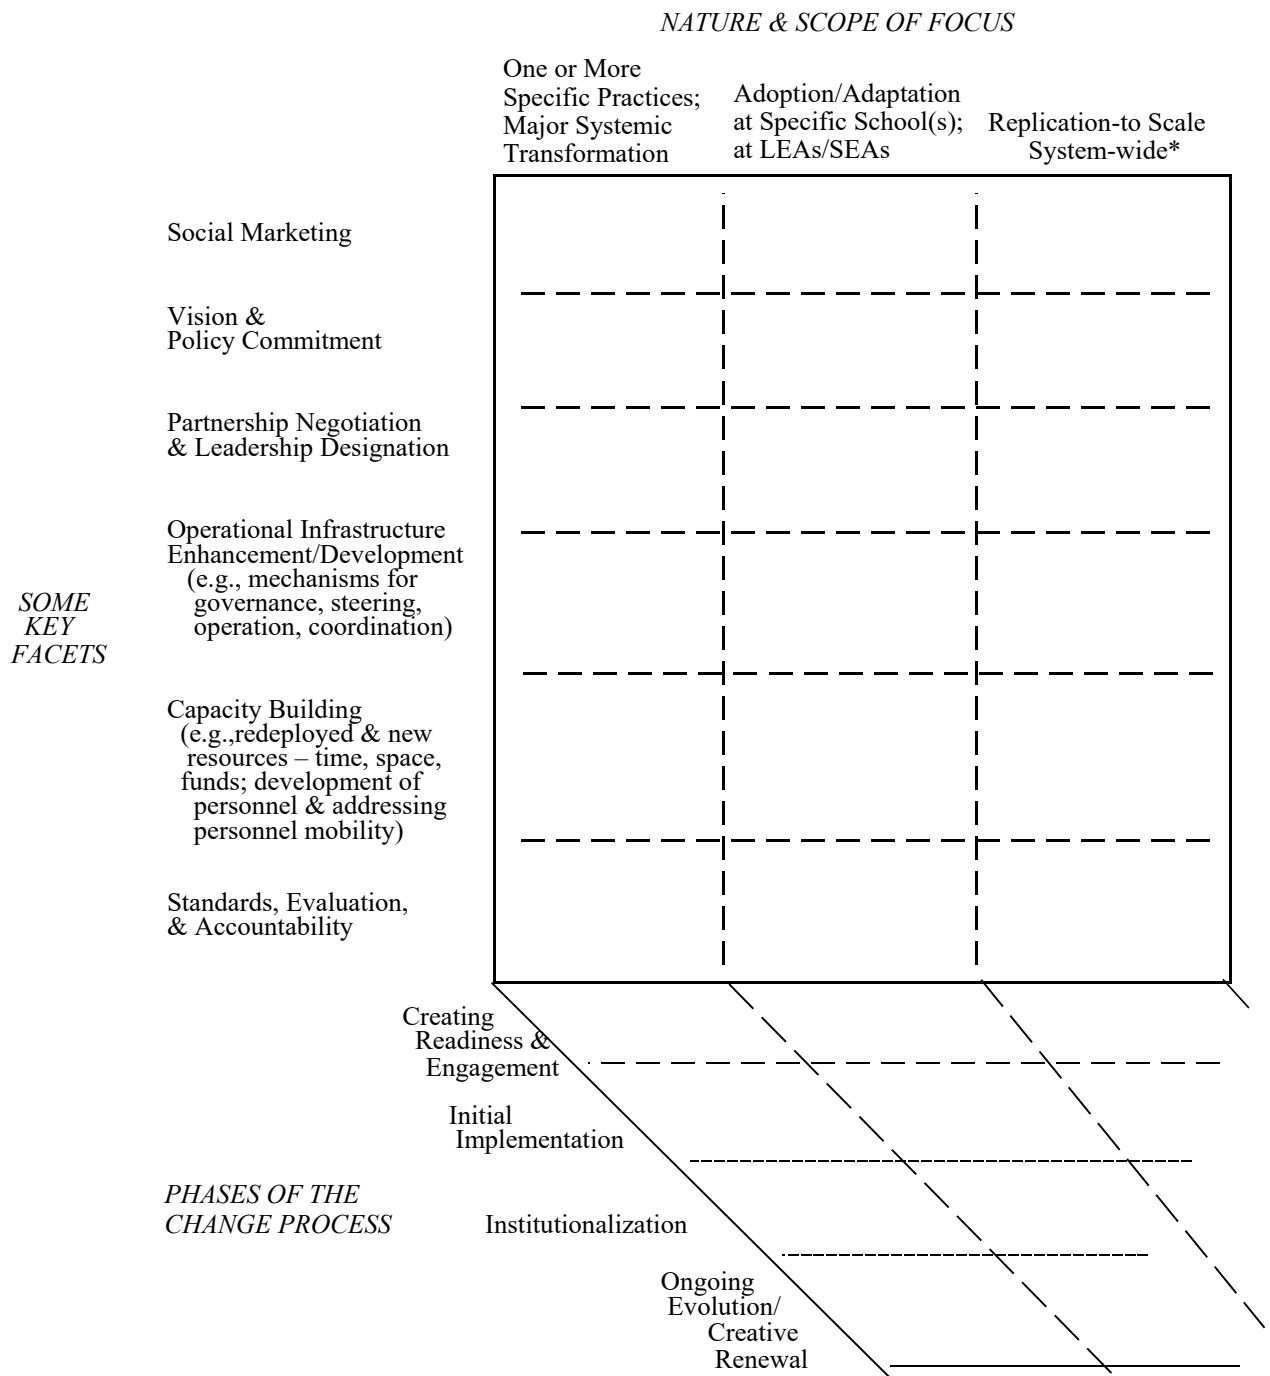 NATURE & SCOPE OF FOCUS
One or More
Specific Practices;
Major Systemic
Transformation
Adoption/Adaptation
at Specific School(s);
at LEAs/SEAs
Replication-to Scale
System-wide*
Social Marketing
Vision &
Policy Commitment
Partnership Negotiation
& Leadership Designation
Operational Infrastructure
Enhancement/Development
(e.g., mechanisms for
governance, steering,
operation, coordination)
SOME
KEY
FACETS
Capacity Building
(e.g.,redeployed & new
resources – time, space,
funds; development of
personnel & addressing
personnel mobility)
Standards, Evaluation,
& Accountability
Creating
Readiness &
Engagement
Initial
Implementation
PHASES OF THE
CHANGE PROCESS
Institutionalization
Ongoing
Evolution/
Creative
Renewal